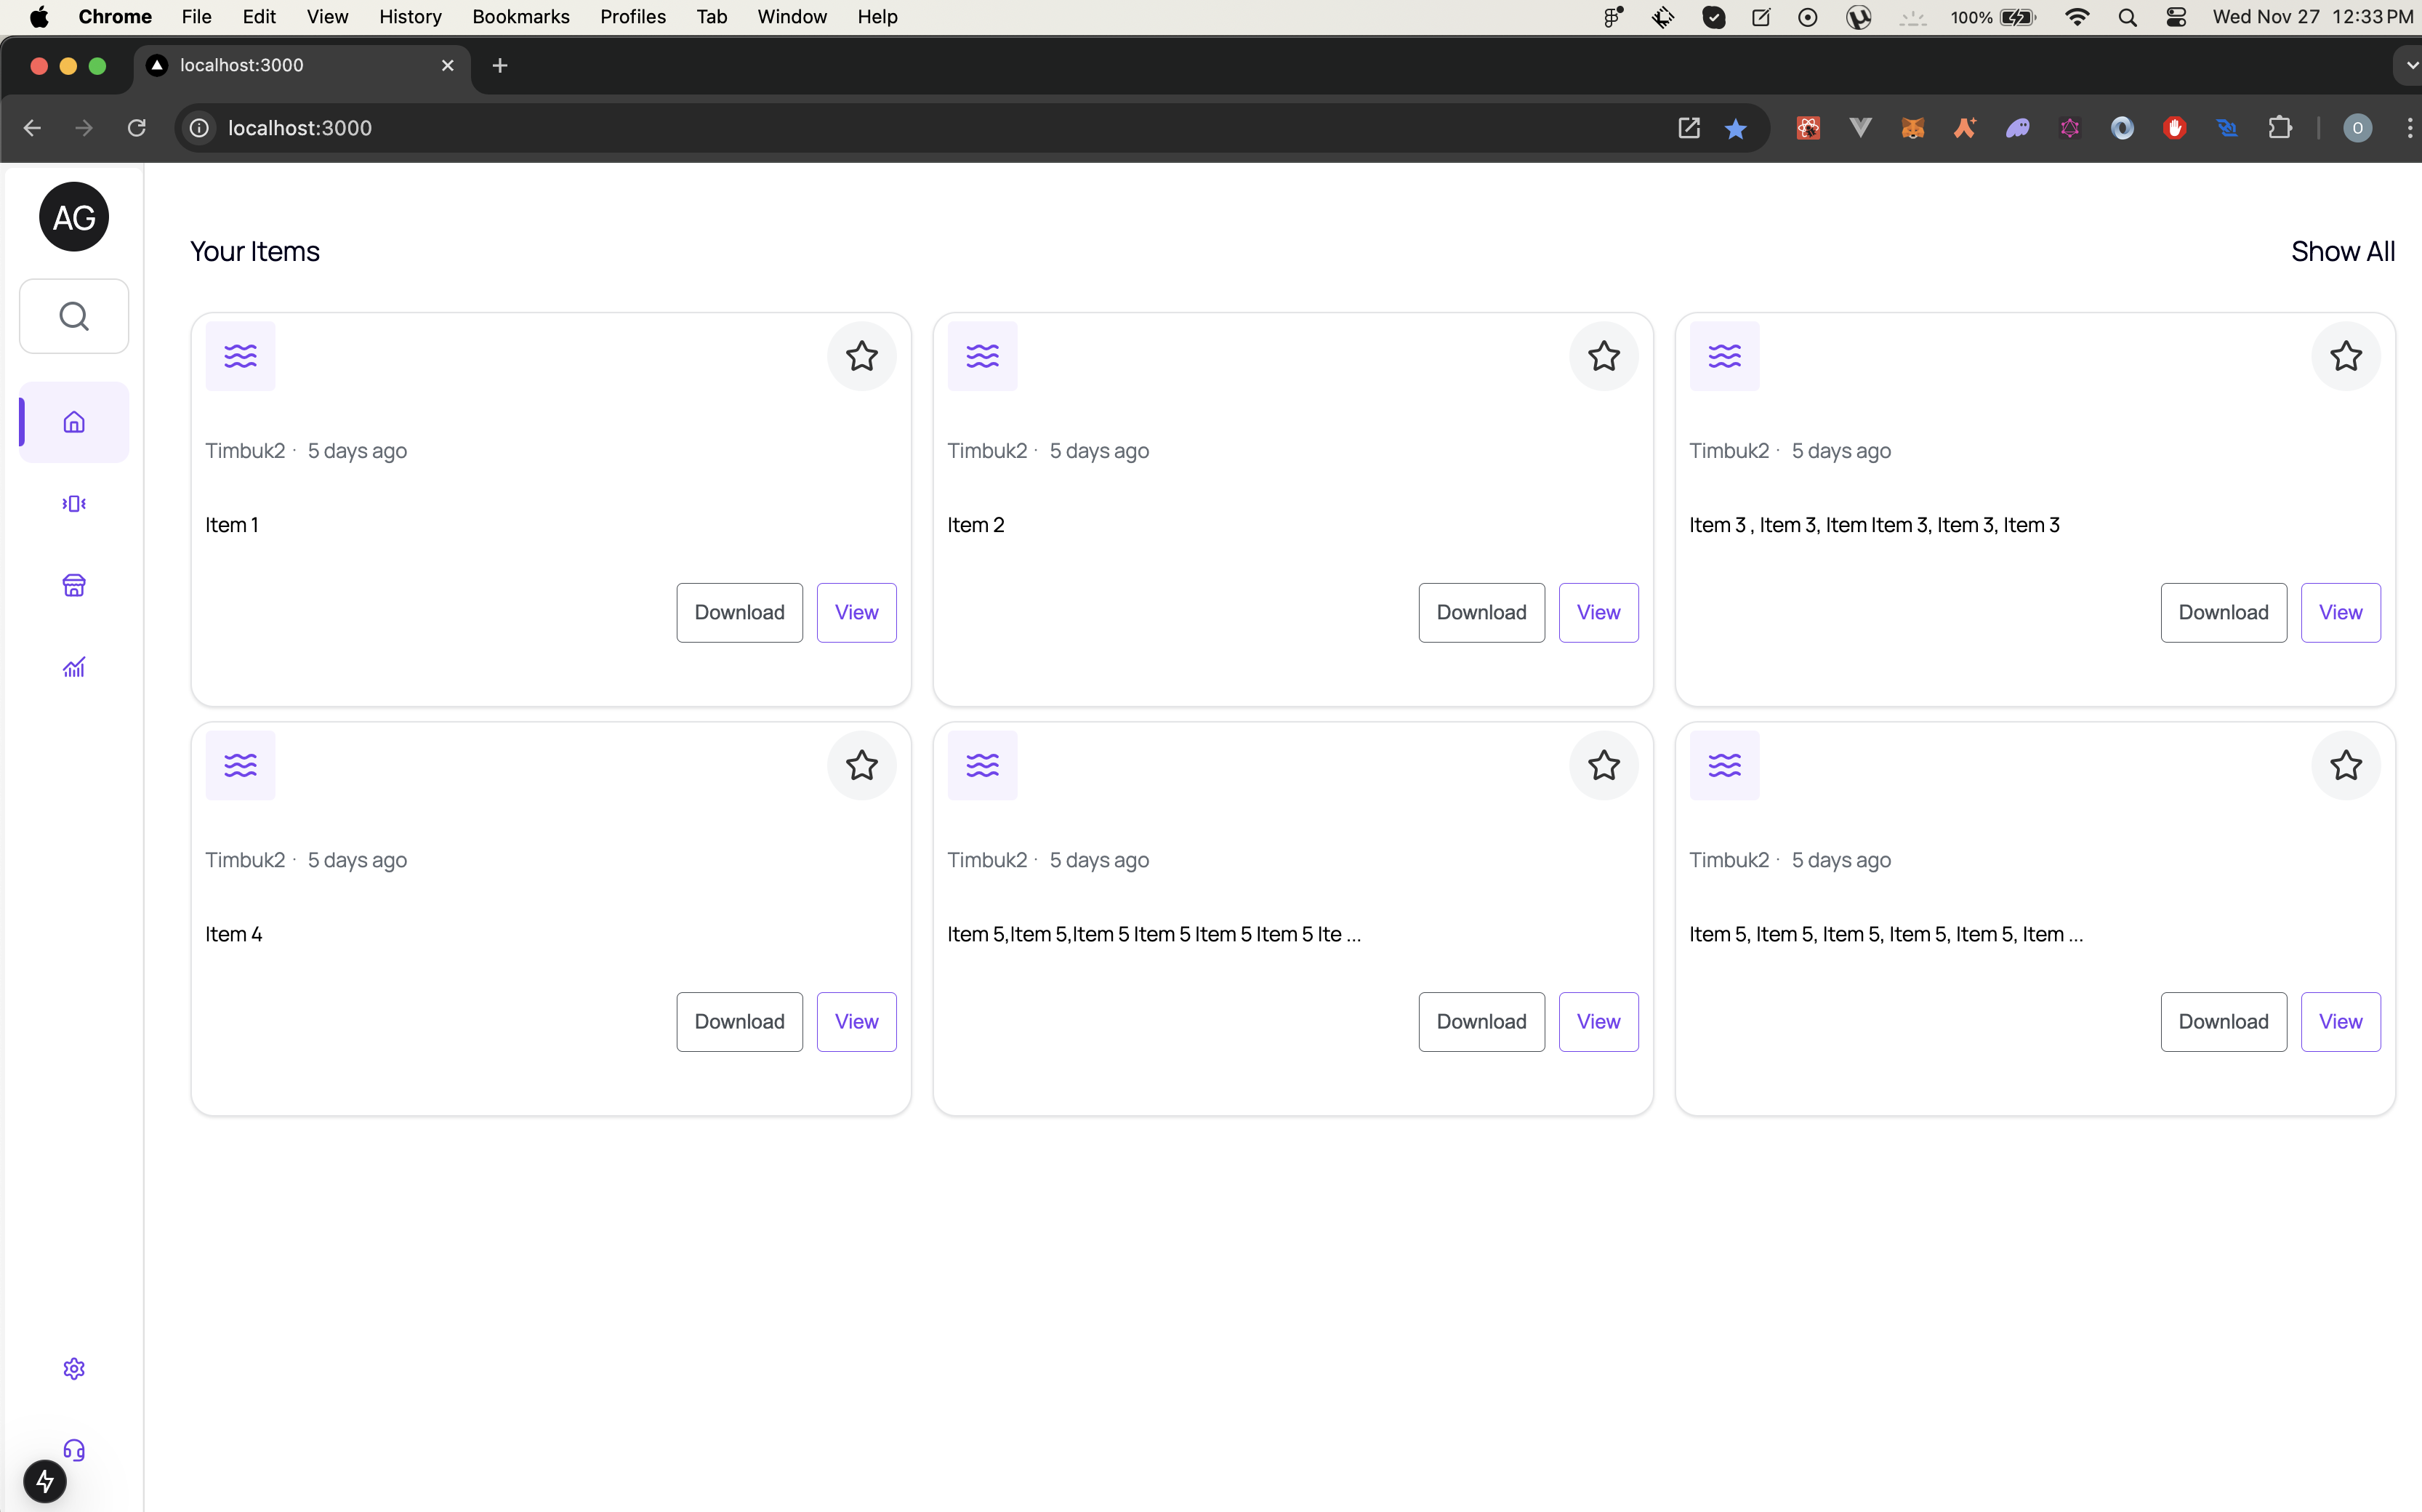 Chrome File Edit View History Bookmarks Profiles Tab Window Help 100% Wed Nov 27 12:33 PM
localhost:3000
localhost:3000 O
AG
Your Items Show All
Timbuk2 · 5 days ago
Item 1
Download View
Timbuk2 · 5 days ago
Item 2
Download View
Timbuk2 · 5 days ago
Item 3 , Item 3, Item Item 3, Item 3, Item 3
Download View
Timbuk2 · 5 days ago
Item 4
Download View
Timbuk2 · 5 days ago
Item 5,Item 5,Item 5 Item 5 Item 5 Item 5 Ite ...
Download View
Timbuk2 · 5 days ago
Item 5, Item 5, Item 5, Item 5, Item 5, Item ...
Download View